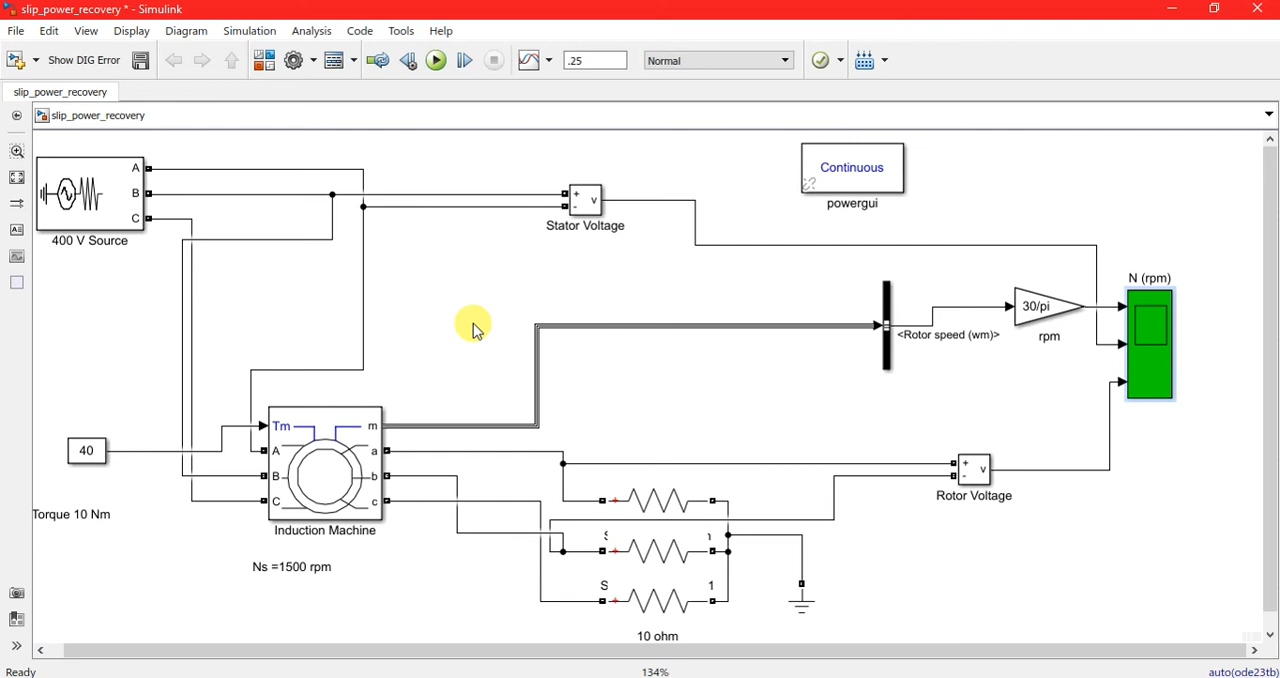 slip_power_recovery * - Simulink
File Edit View Display Diagram Simulation Analysis Code Tools Help
Show DIG Error .25 Normal
slip_power_recovery
slip_power_recovery
A
B
C
400 V Source
+
-
v
Stator Voltage
Continuous
powergui
N (rpm)
30/pi
rpm
<Rotor speed (wm)>
40
Torque 10 Nm
Tm m
A a
B b
C c
Induction Machine
Ns =1500 rpm
+
-
v
Rotor Voltage
+
+
S 1
+
10 ohm
Ready 134% auto(ode23tb)